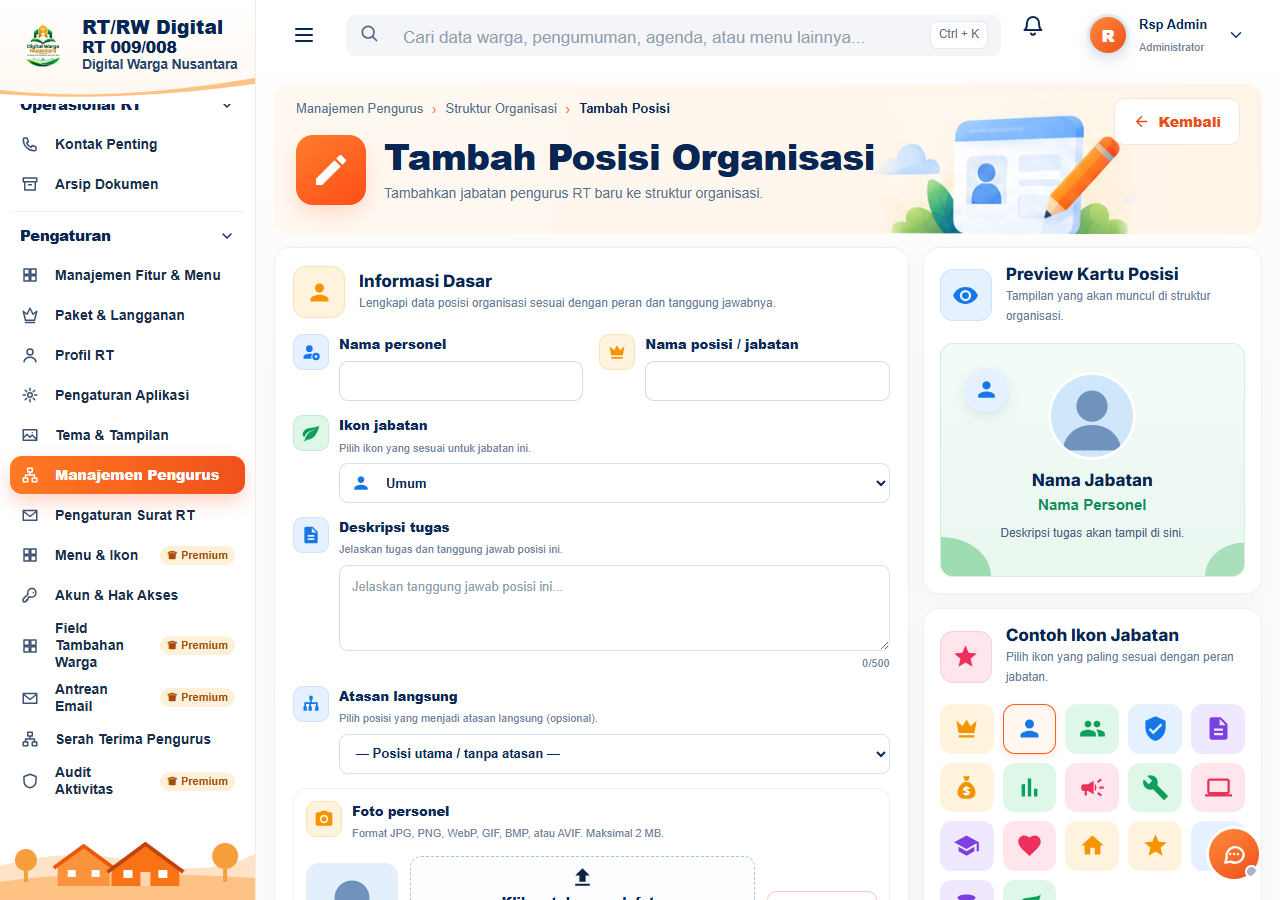 RT/RW Digital
RT 009/008
Digital Warga Nusantara
Operasional RT
Kontak Penting
Arsip Dokumen
Pengaturan
Manajemen Fitur & Menu
Paket & Langganan
Profil RT
Pengaturan Aplikasi
Tema & Tampilan
Manajemen Pengurus
Pengaturan Surat RT
Menu & Ikon
Premium
Akun & Hak Akses
Field
Tambahan
Warga
Premium
Antrean
Email
Premium
Serah Terima Pengurus
Audit
Aktivitas
Premium
Cari data warga, pengumuman, agenda, atau menu lainnya...
Ctrl + K
R
Rsp Admin
Administrator
Manajemen Pengurus › Struktur Organisasi › Tambah Posisi
Kembali
Tambah Posisi Organisasi
Tambahkan jabatan pengurus RT baru ke struktur organisasi.
Informasi Dasar
Lengkapi data posisi organisasi sesuai dengan peran dan tanggung jawabnya.
Nama personel
Nama posisi / jabatan
Ikon jabatan
Pilih ikon yang sesuai untuk jabatan ini.
Umum
Deskripsi tugas
Jelaskan tugas dan tanggung jawab posisi ini.
Jelaskan tanggung jawab posisi ini...
0/500
Atasan langsung
Pilih posisi yang menjadi atasan langsung (opsional).
— Posisi utama / tanpa atasan —
Foto personel
Format JPG, PNG, WebP, GIF, BMP, atau AVIF. Maksimal 2 MB.
Preview Kartu Posisi
Tampilan yang akan muncul di struktur
organisasi.
Nama Jabatan
Nama Personel
Deskripsi tugas akan tampil di sini.
Contoh Ikon Jabatan
Pilih ikon yang paling sesuai dengan peran
jabatan.